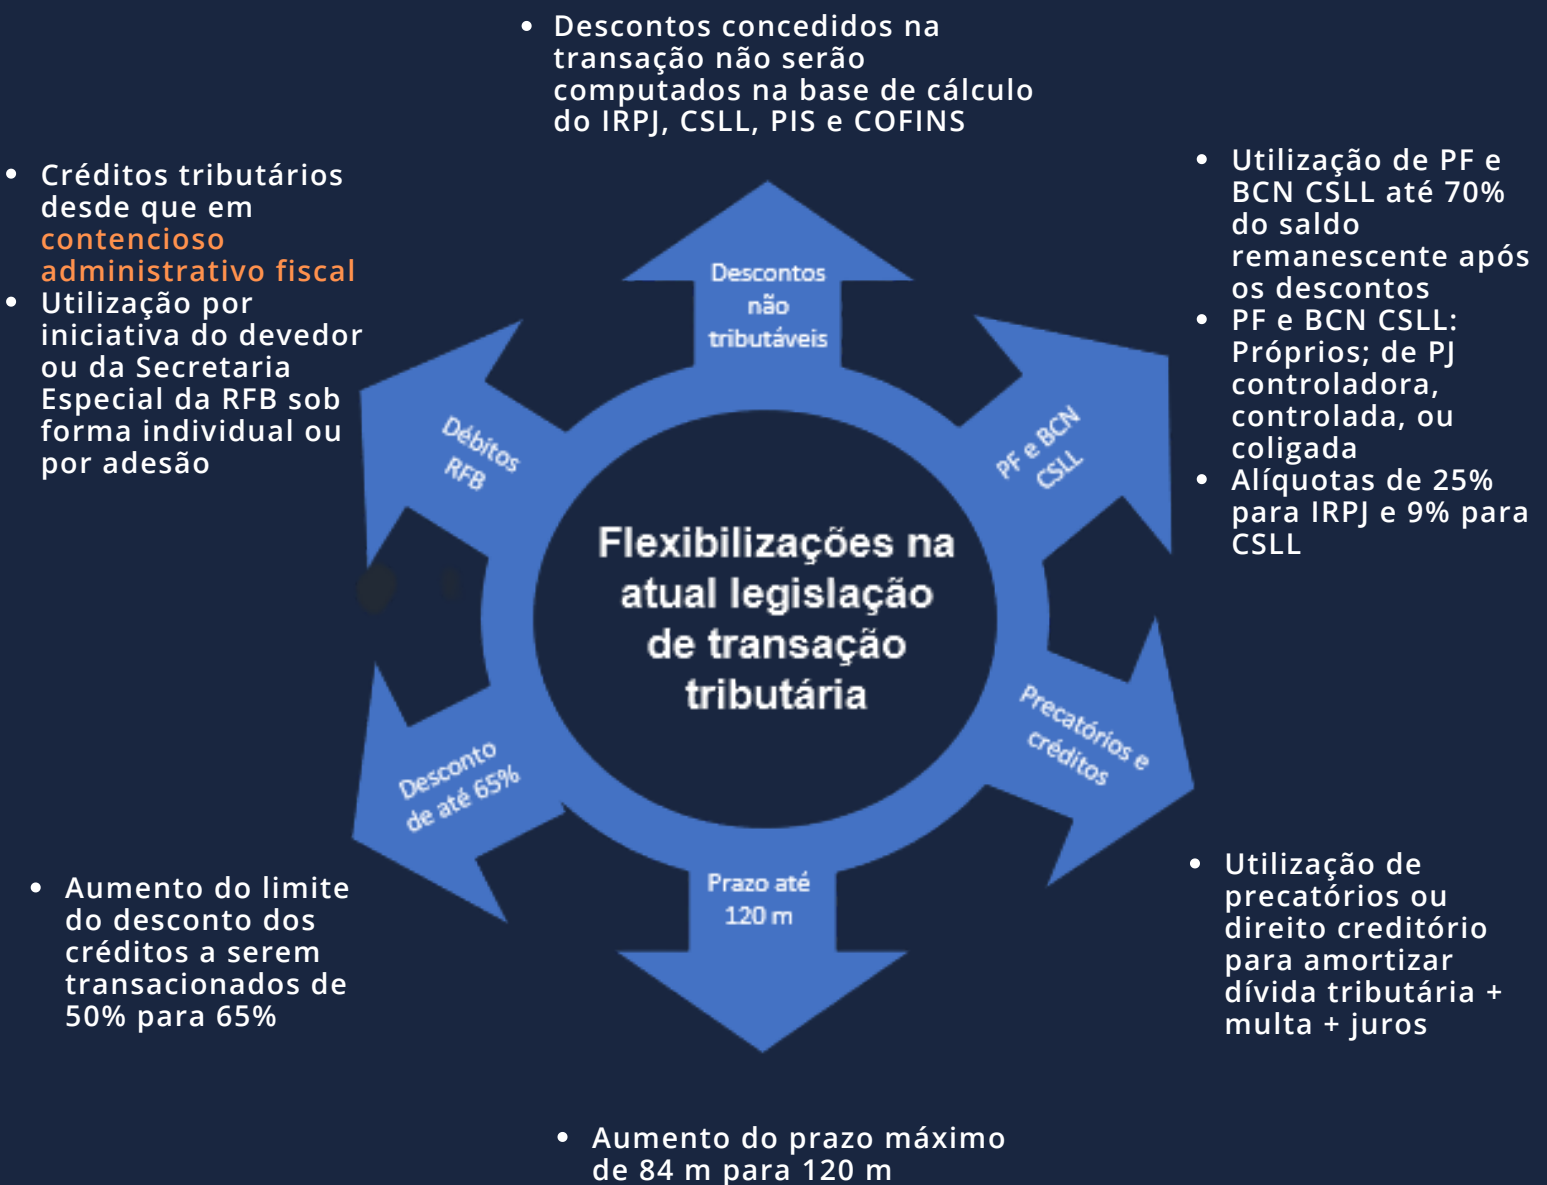 • Descontos concedidos na
transação não serão
computados na base de cálculo
do IRPJ, CSLL, PIS e COFINS
• Créditos tributários
desde que em
contencioso
administrativo fiscal
• Utilização por
iniciativa do devedor
ou da Secretaria
Especial da RFB sob
forma individual ou
por adesão
• Utilização de PF e
BCN CSLL até 70%
do saldo
remanescente após
os descontos
• PF e BCN CSLL:
Próprios; de PJ
controladora,
controlada, ou
coligada
• Alíquotas de 25%
para IRPJ e 9% para
CSLL
Descontos
não
tributáveis
Débitos
RFB
PF e BCN
CSLL
Flexibilizações na
atual legislação
de transação
tributária
Precatórios e
créditos
Desconto
de até 65%
Prazo até
120 m
• Aumento do limite
do desconto dos
créditos a serem
transacionados de
50% para 65%
• Utilização de
precatórios ou
direito creditório
para amortizar
dívida tributária +
multa + juros
• Aumento do prazo máximo
de 84 m para 120 m